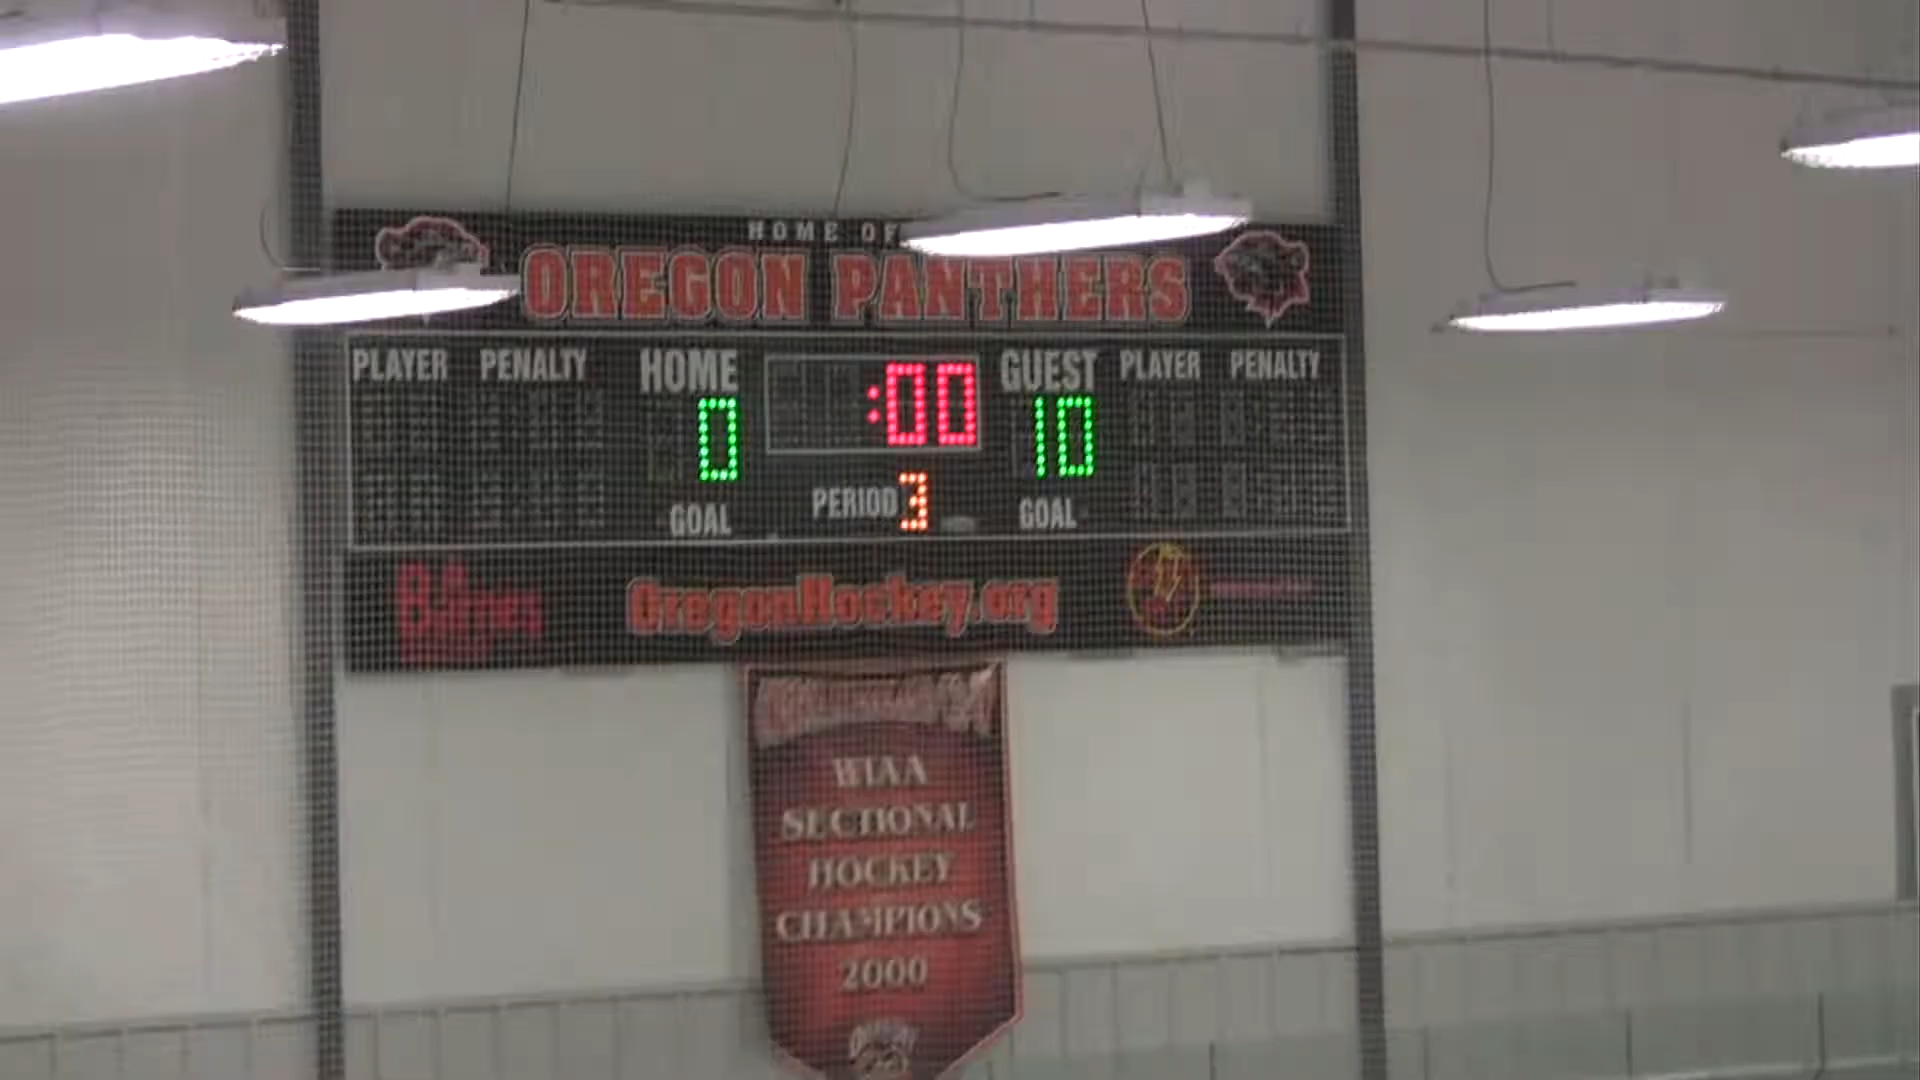 HOME OF
OREGON PANTHERS
PLAYER PENALTY HOME :00 GUEST PLAYER PENALTY
0 10
GOAL PERIOD 3 GOAL
OregonHockey.org
WIAA
SECTIONAL
HOCKEY
CHAMPIONS
2000